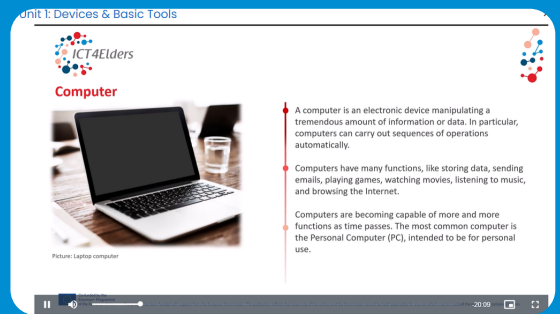 Unit 1: Devices & Basic Tools
ICT4Elders
Computer
A computer is an electronic device manipulating a
tremendous amount of information or data. In particular,
computers can carry out sequences of operations
automatically.
Computers have many functions, like storing data, sending
emails, playing games, watching movies, listening to music,
and browsing the Internet.
Computers are becoming capable of more and more
functions as time passes. The most common computer is
the Personal Computer (PC), intended to be for personal
use.
Picture: Laptop computer
-20:09